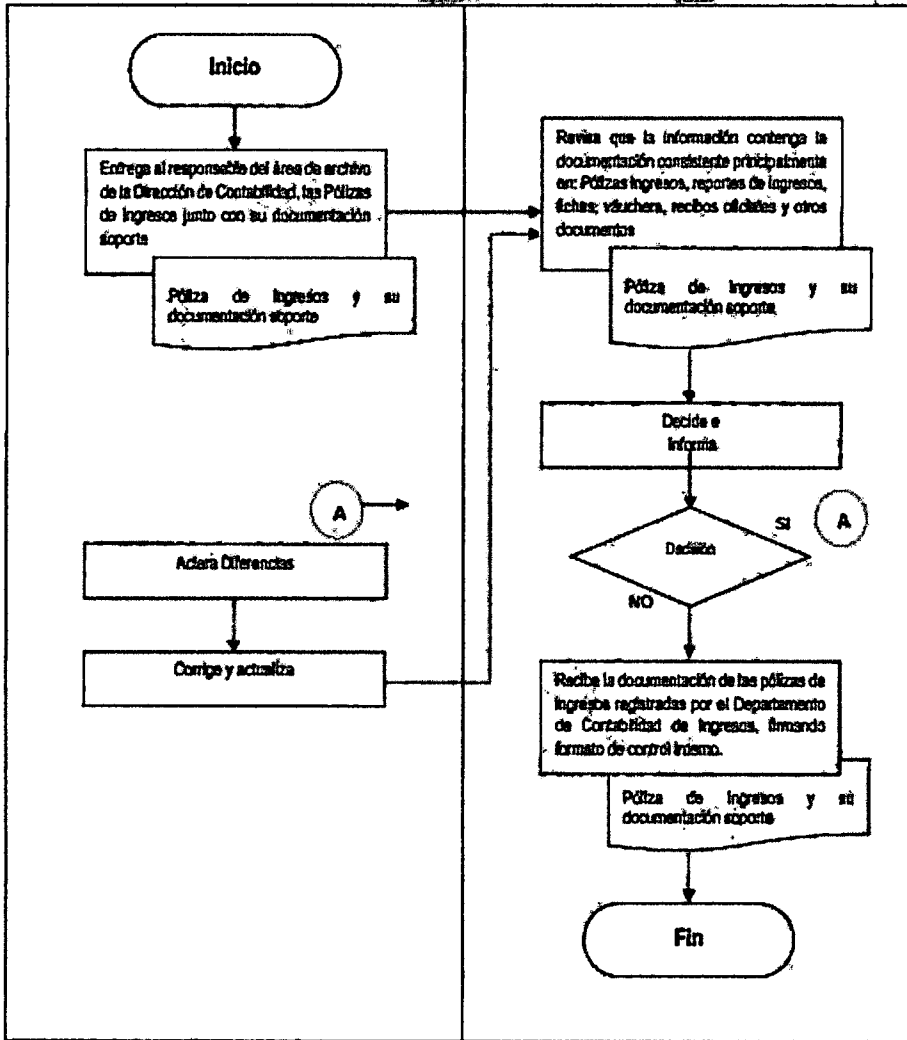 Inicio
Entrega al responsable del área de archivo
de la Dirección de Contabilidad, las Pólizas
de Ingresos junto con su documentación
soporte
Póliza de Ingresos y su
documentación soporte
A
Aclara Diferencias
Corrige y actualiza
Revisa que la información contenga la
documentación consistente principalmente
en: Pólizas Ingresos, reportes de ingresos,
fichas, vouchers, recibos oficiales y otros
documentos
Póliza de Ingresos y su
documentación soporte
Decide e
Informa
Decisión
SI
A
NO
Recibe la documentación de las pólizas de
ingresos registradas por el Departamento
de Contabilidad de Ingresos, firmando
formato de control interno.
Póliza de Ingresos y su
documentación soporte
Fin